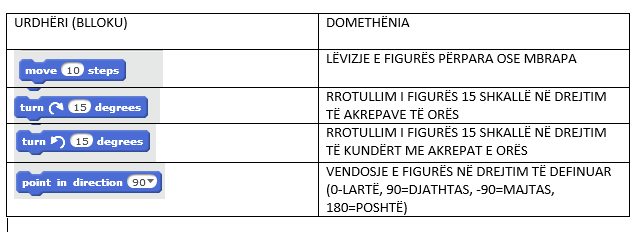 URDHËRI (BLLOKU)
DOMETHËNIA
move 10 steps
LËVIZJE E FIGURËS PËRPARA OSE MBRAPA
turn 15 degrees
RROTULLIM I FIGURËS 15 SHKALLË NË DREJTIM
TË AKREPAVE TË ORËS
turn 15 degrees
RROTULLIM I FIGURËS 15 SHKALLË NË DREJTIM
TË KUNDËRT ME AKREPAT E ORËS
point in direction 90
VENDOSJE E FIGURËS NË DREJTIM TË DEFINUAR
(0-LARTË, 90=DJATHTAS, -90=MAJTAS,
180=POSHTË)